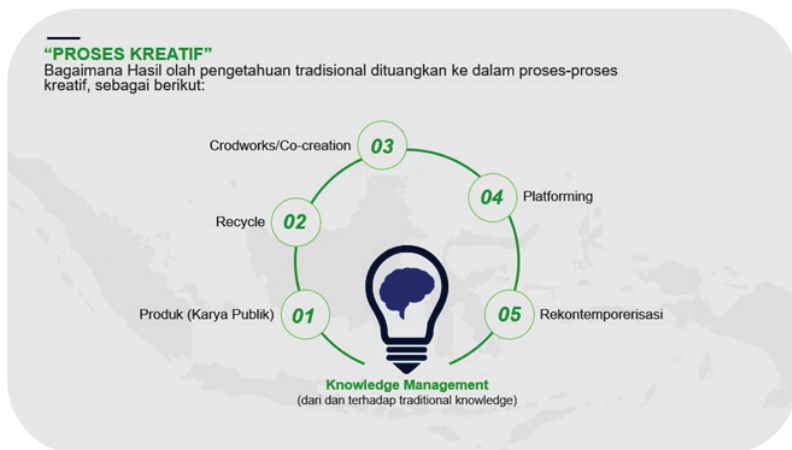 “PROSES KREATIF”
Bagaimana Hasil olah pengetahuan tradisional dituangkan ke dalam proses-proses
kreatif, sebagai berikut:
Crodworks/Co-creation 03
04 Platforming
Recycle 02
Produk (Karya Publik) 01
05 Rekontemporerisasi
Knowledge Management
(dari dan terhadap traditional knowledge)